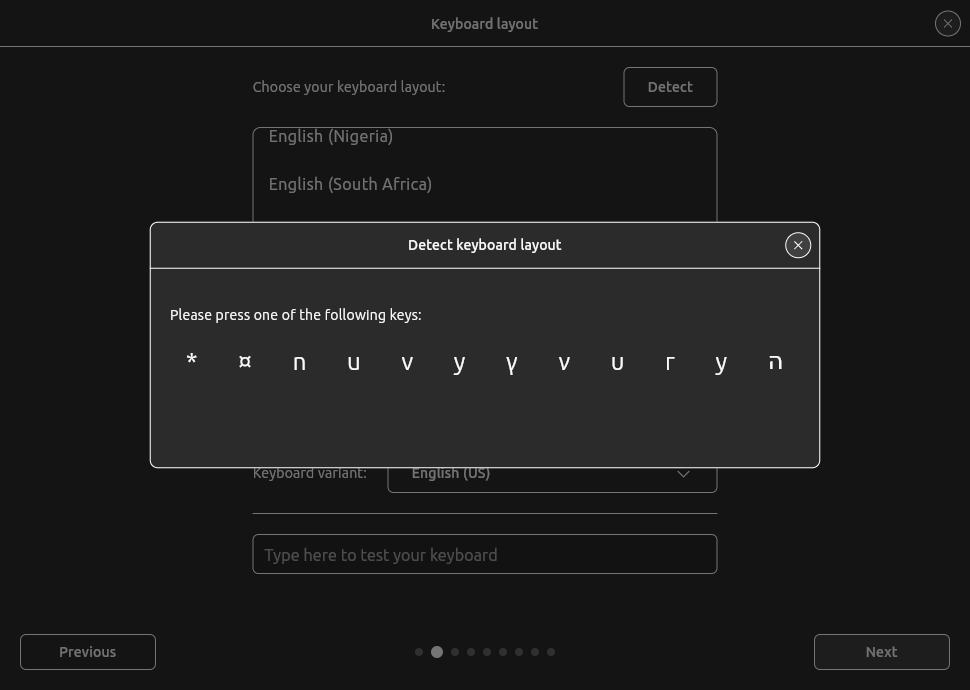 Keyboard layout
Choose your keyboard layout:
Detect
English (Nigeria)
English (South Africa)
Detect keyboard layout
Please press one of the following keys:
* ¤ ո u v у γ ν ս г y ה
Keyboard variant:
English (US)
Type here to test your keyboard
Previous
Next